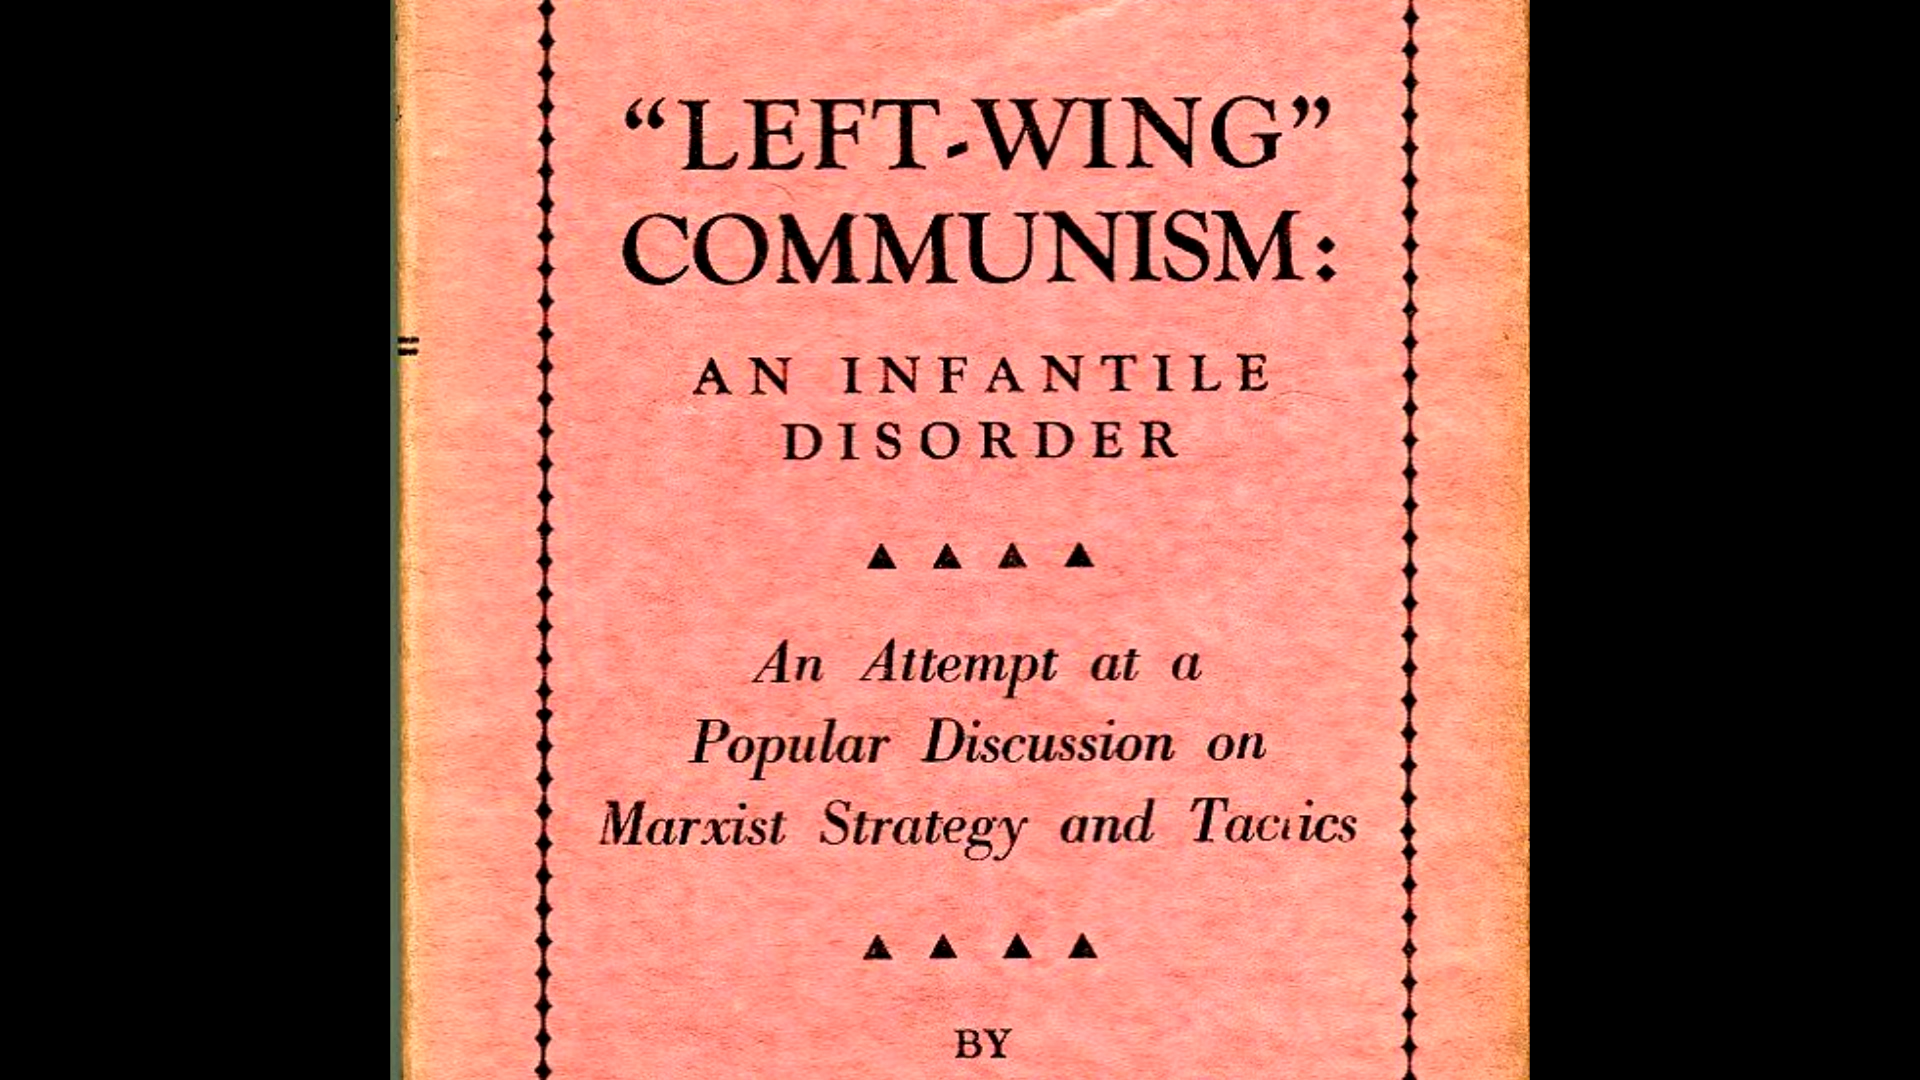 “LEFT-WING”
COMMUNISM:
AN INFANTILE
DISORDER
An Attempt at a
Popular Discussion on
Marxist Strategy and Tactics
BY